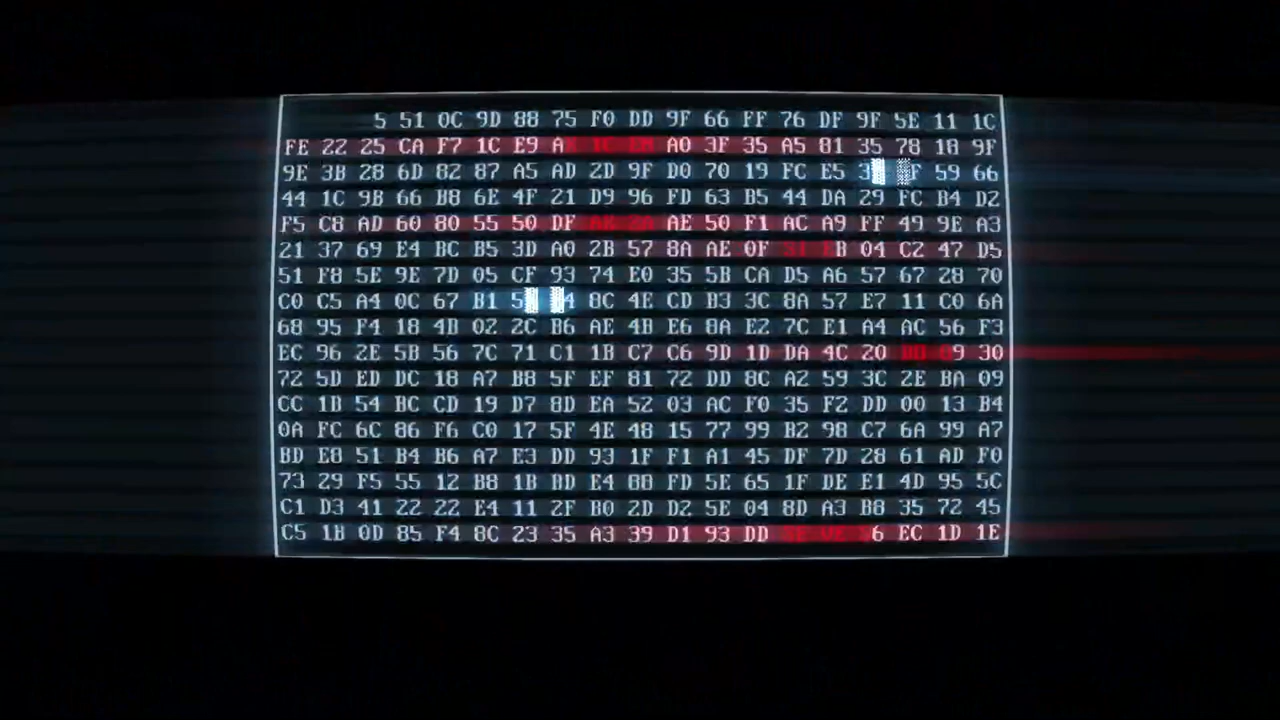 5 51 0C 9D 88 75 F0 DD 9F 66 FF 76 DF 9F 5E 11 1C
FE 22 25 CA F7 1C E9 A0 3F 35 A5 81 35 78 18 9F
9E 3B 28 6D 82 87 A5 AD 2D 9F D0 70 19 FC E5 59 66
44 1C 9B 66 B8 6E 4F 21 D9 96 FD 63 B5 44 DA 29 FC B4 D2
F5 C8 AD 60 80 55 50 DF AE 50 F1 AC A9 FF 49 9E A3
21 37 69 E4 BC B5 3D A0 2B 57 8A AE 0F 04 C2 47 D5
51 F8 5E 9E 7D 05 CF 93 74 E0 35 5B CA D5 A6 57 67 28 70
C0 C5 A4 0C 67 B1 8C 4E CD B3 3C 8A 57 E7 11 C0 6A
68 95 F4 18 4B 02 2C B6 AE 4B E6 8A E2 7C E1 A4 AC 56 F3
EC 96 2E 5B 56 7C 71 C1 1B C7 C6 9D 1D DA 4C 20 30
72 5D ED DC 18 A7 B8 5F EF 81 72 DD 8C A2 59 3C 2E BA 09
CC 1B 54 BC CD 19 D7 8D EA 52 03 AC F0 35 F2 DD 00 13 B4
0A FC 6C 86 F6 C0 17 5F 4E 48 15 77 99 B2 98 C7 6A 99 A7
BD E8 51 B4 B6 A7 E3 DD 93 1F F1 A1 45 DF 7D 28 61 AD F0
73 29 F5 55 12 B8 1B BD E4 88 FD 5E 65 1F DE E1 4D 95 5C
C1 D3 41 22 22 E4 11 2F B0 2D D2 5E 04 8D A3 B8 35 72 45
C5 1B 0D 85 F4 8C 23 35 A3 39 D1 93 DD EC 1D 1E